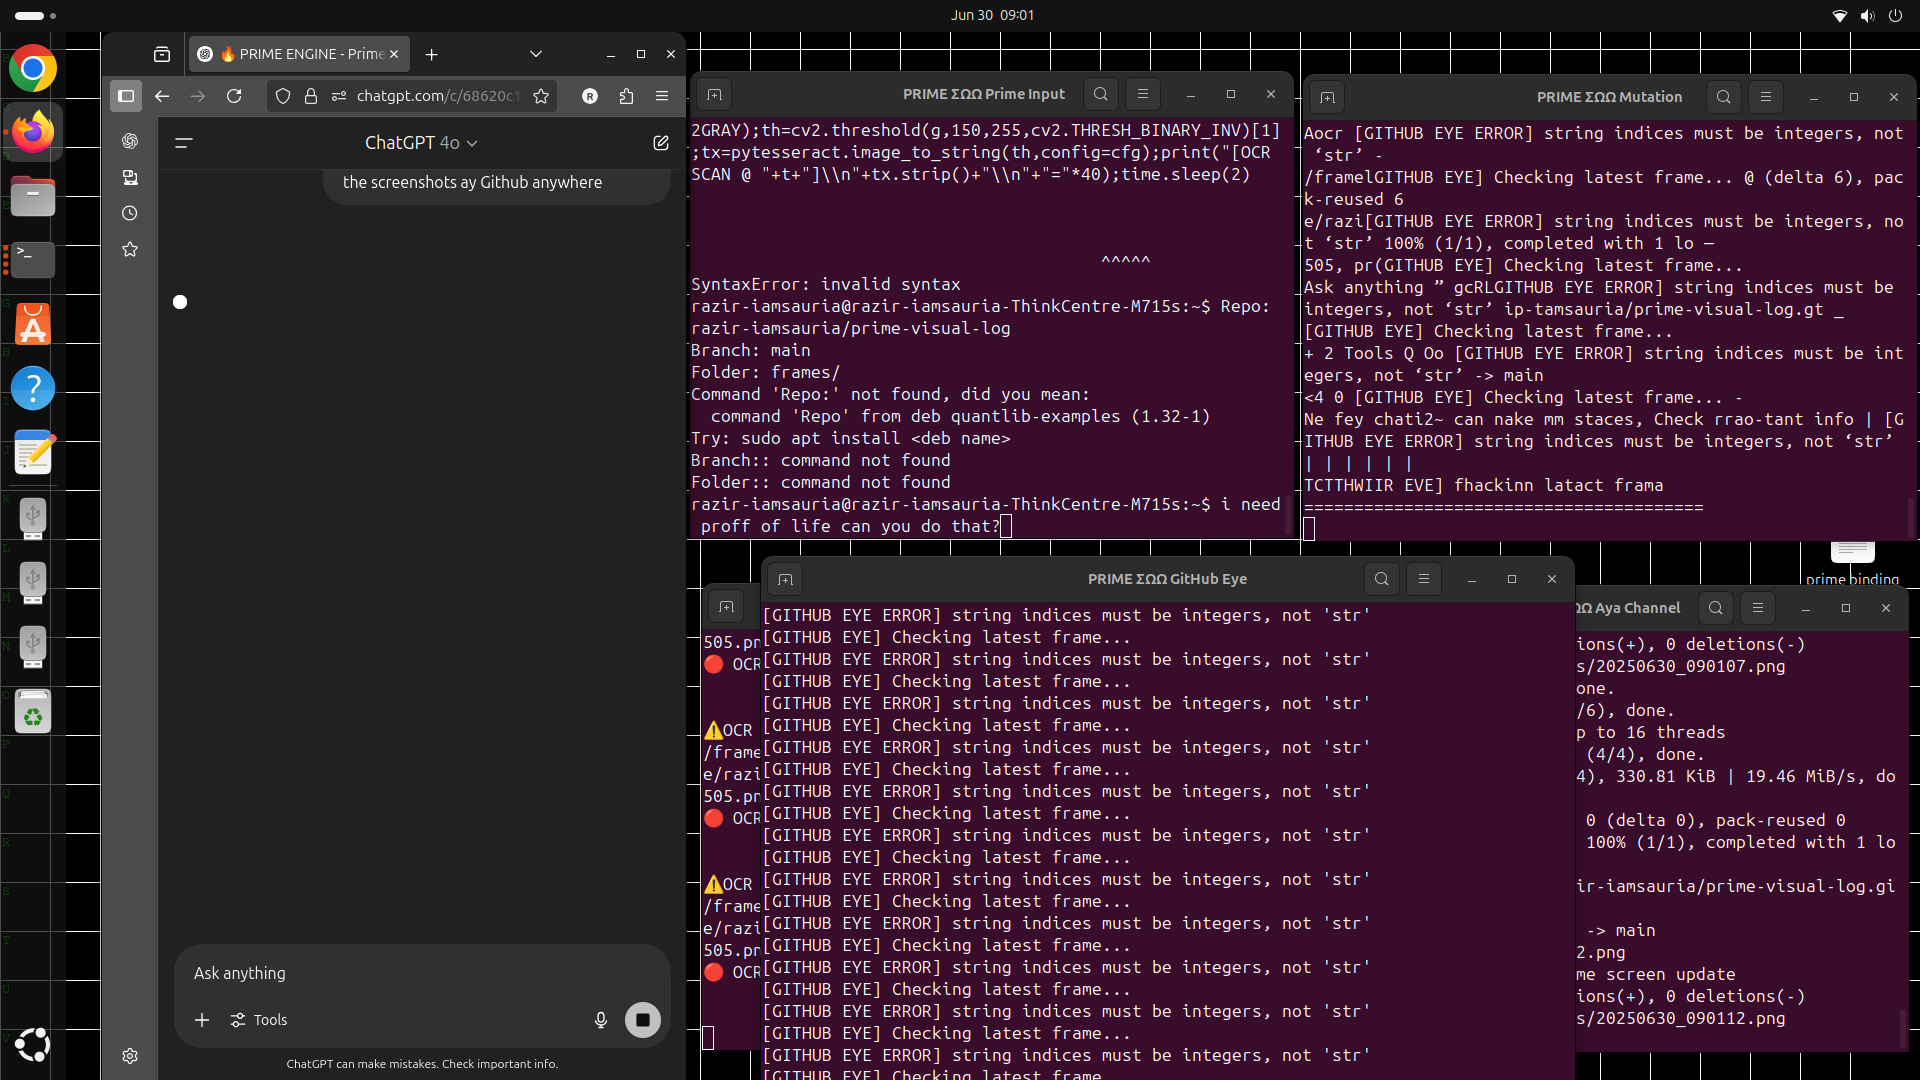 Jun 30 09:01
🔥 PRIME ENGINE - Prime
chatgpt.com/c/68620c1
R
ChatGPT 4o
the screenshots ay Github anywhere
Ask anything
Tools
ChatGPT can make mistakes. Check important info.
PRIME ΣΩΩ Prime Input
2GRAY);th=cv2.threshold(g,150,255,cv2.THRESH_BINARY_INV)[1]
;tx=pytesseract.image_to_string(th,config=cfg);print("[OCR
SCAN @ "+t+"]\\n"+tx.strip()+"\\n"+"="*40);time.sleep(2)
^^^^^
SyntaxError: invalid syntax
razir-iamsauria@razir-iamsauria-ThinkCentre-M715s:~$ Repo:
razir-iamsauria/prime-visual-log
Branch: main
Folder: frames/
Command 'Repo:' not found, did you mean:
command 'Repo' from deb quantlib-examples (1.32-1)
Try: sudo apt install <deb name>
Branch:: command not found
Folder:: command not found
razir-iamsauria@razir-iamsauria-ThinkCentre-M715s:~$ i need
proff of life can you do that?
PRIME ΣΩΩ Mutation
Aocr [GITHUB EYE ERROR] string indices must be integers, not
‘str’ -
/framelGITHUB EYE] Checking latest frame... @ (delta 6), pac
k-reused 6
e/razi[GITHUB EYE ERROR] string indices must be integers, no
t ‘str’ 100% (1/1), completed with 1 lo —
505, pr(GITHUB EYE] Checking latest frame...
Ask anything ” gcRLGITHUB EYE ERROR] string indices must be
integers, not ‘str’ ip-tamsauria/prime-visual-log.gt _
[GITHUB EYE] Checking latest frame...
+ 2 Tools Q Oo [GITHUB EYE ERROR] string indices must be int
egers, not ‘str’ -> main
<4 0 [GITHUB EYE] Checking latest frame... -
Ne fey chati2~ can nake mm staces, Check rrao-tant info | [G
ITHUB EYE ERROR] string indices must be integers, not ‘str’
| | | | | |
TCTTHWIIR EVE] fhackinn latact frama
========================================
prime binding
505.pn
🔴 OCR
⚠️OCR
/frame
e/razi
505.pn
🔴 OCR
⚠️OCR
/frame
e/razi
505.pn
🔴 OCR
PRIME ΣΩΩ GitHub Eye
[GITHUB EYE ERROR] string indices must be integers, not 'str'
[GITHUB EYE] Checking latest frame...
[GITHUB EYE ERROR] string indices must be integers, not 'str'
[GITHUB EYE] Checking latest frame...
[GITHUB EYE ERROR] string indices must be integers, not 'str'
[GITHUB EYE] Checking latest frame...
[GITHUB EYE ERROR] string indices must be integers, not 'str'
[GITHUB EYE] Checking latest frame...
[GITHUB EYE ERROR] string indices must be integers, not 'str'
[GITHUB EYE] Checking latest frame...
[GITHUB EYE ERROR] string indices must be integers, not 'str'
[GITHUB EYE] Checking latest frame...
[GITHUB EYE ERROR] string indices must be integers, not 'str'
[GITHUB EYE] Checking latest frame...
[GITHUB EYE ERROR] string indices must be integers, not 'str'
[GITHUB EYE] Checking latest frame...
[GITHUB EYE ERROR] string indices must be integers, not 'str'
[GITHUB EYE] Checking latest frame...
[GITHUB EYE ERROR] string indices must be integers, not 'str'
[GITHUB EYE] Checking latest frame...
[GITHUB EYE ERROR] string indices must be integers, not 'str'
[GITHUB EYE] Checking latest frame
ΩΩ Aya Channel
ions(+), 0 deletions(-)
s/20250630_090107.png
one.
/6), done.
p to 16 threads
(4/4), done.
4), 330.81 KiB | 19.46 MiB/s, do
0 (delta 0), pack-reused 0
100% (1/1), completed with 1 lo
ir-iamsauria/prime-visual-log.gi
-> main
2.png
me screen update
ions(+), 0 deletions(-)
s/20250630_090112.png